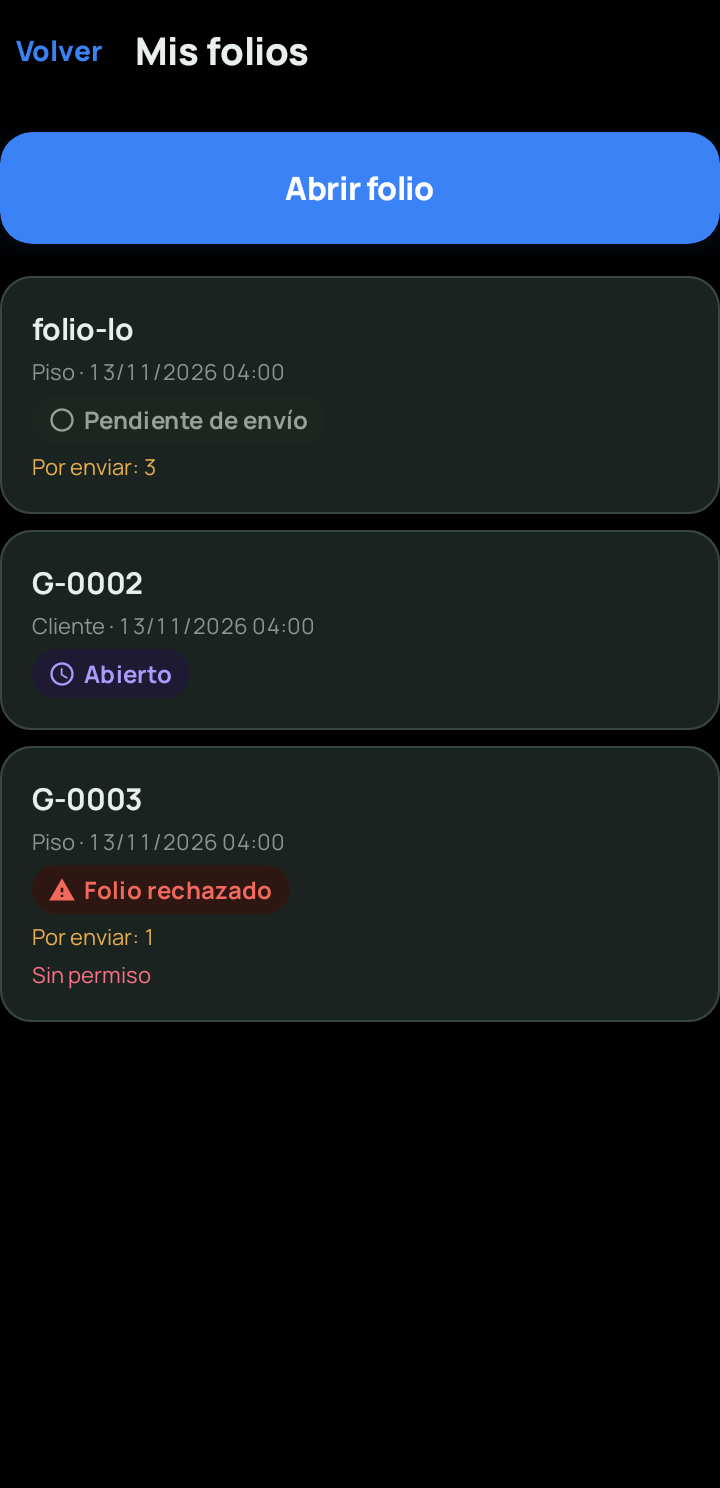 Volver
Mis folios
Abrir folio
folio-lo
Piso · 13/11/2026 04:00
Pendiente de envío
Por enviar: 3
G-0002
Cliente · 13/11/2026 04:00
Abierto
G-0003
Piso · 13/11/2026 04:00
Folio rechazado
Por enviar: 1
Sin permiso